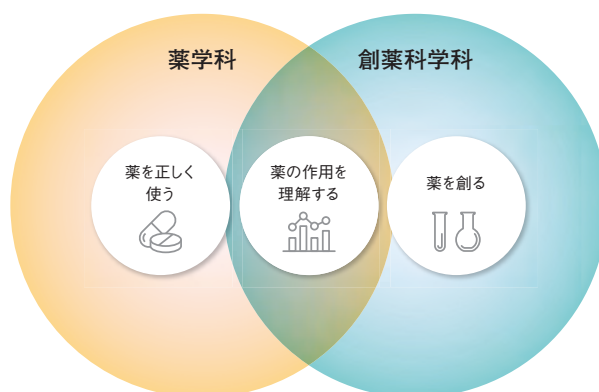 薬学科
創薬科学科
薬を正しく
使う
薬の作用を
理解する
薬を創る